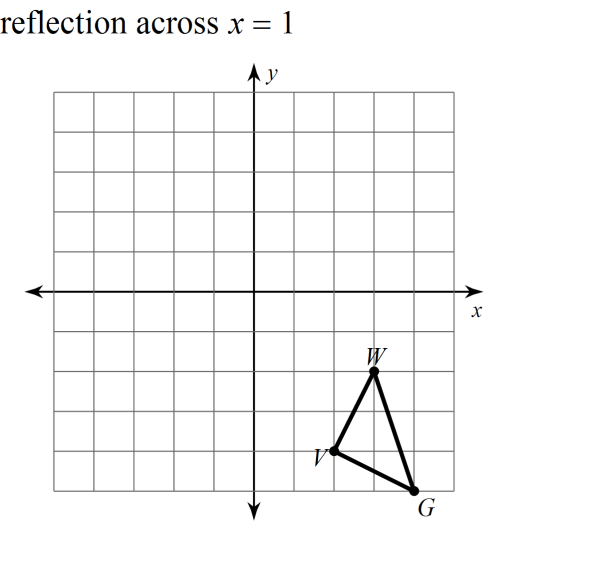 reflection across x = 1
y
x
W
V
G